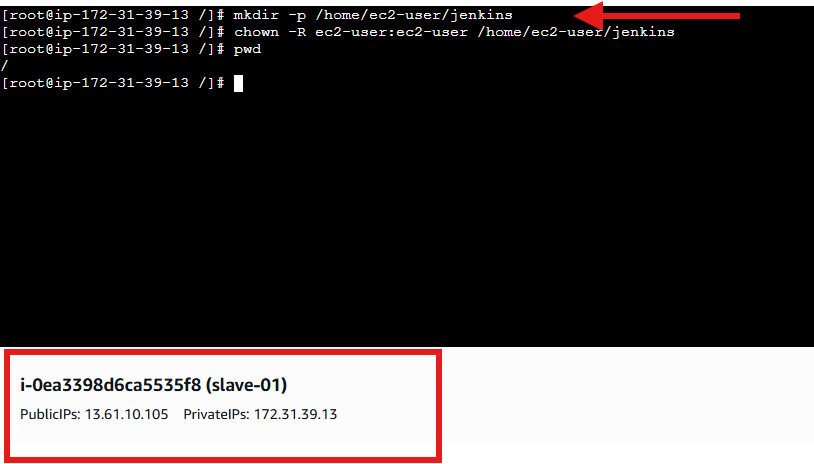 [root@ip-172-31-39-13 /]# mkdir -p /home/ec2-user/jenkins
[root@ip-172-31-39-13 /]# chown -R ec2-user:ec2-user /home/ec2-user/jenkins
[root@ip-172-31-39-13 /]# pwd
/
[root@ip-172-31-39-13 /]#
i-0ea3398d6ca5535f8 (slave-01)
PublicIPs: 13.61.10.105 PrivateIPs: 172.31.39.13